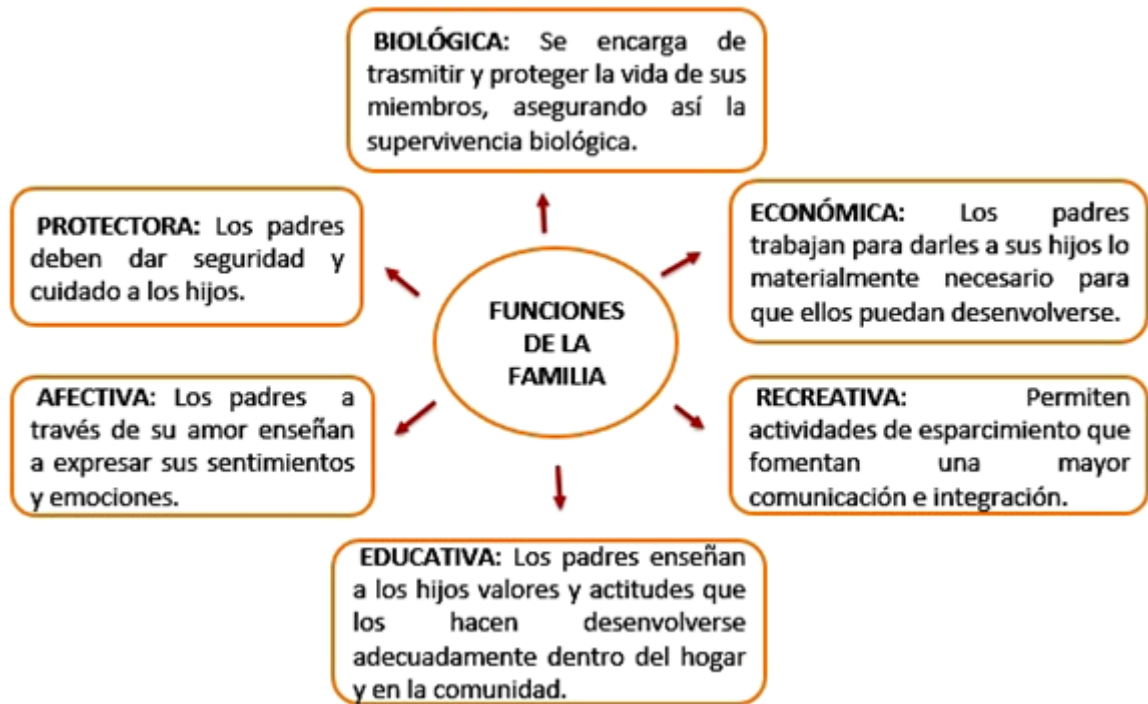 BIOLÓGICA: Se encarga de
trasmitir y proteger la vida de sus
miembros, asegurando así la
supervivencia biológica.
PROTECTORA: Los padres
deben dar seguridad y
cuidado a los hijos.
ECONÓMICA: Los padres
trabajan para darles a sus hijos lo
materialmente necesario para
que ellos puedan desenvolverse.
FUNCIONES
DE LA
FAMILIA
AFECTIVA: Los padres a
través de su amor enseñan
a expresar sus sentimientos
y emociones.
RECREATIVA: Permiten
actividades de esparcimiento que
fomentan una mayor
comunicación e integración.
EDUCATIVA: Los padres enseñan
a los hijos valores y actitudes que
los hacen desenvolverse
adecuadamente dentro del hogar
y en la comunidad.